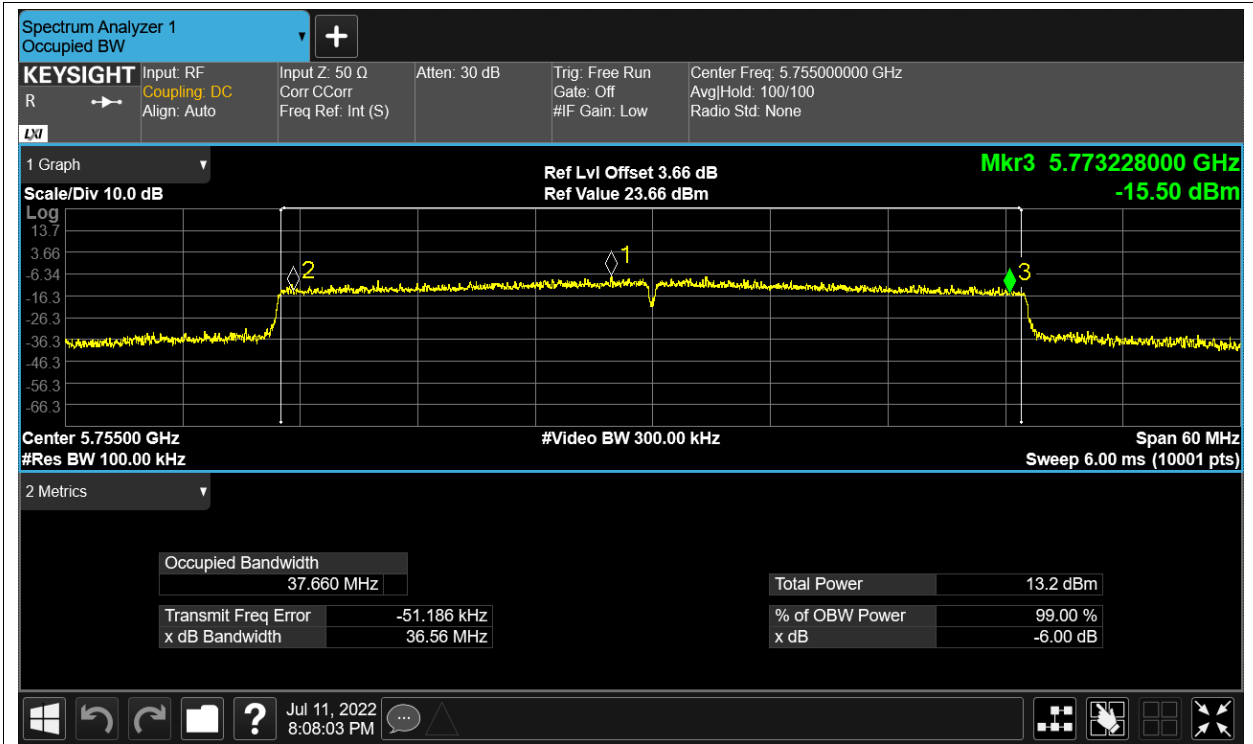 Spectrum Analyzer 1
Occupied BW
KEYSIGHT
R
LXI
Input: RF
Coupling: DC
Align: Auto
Input Z: 50 Ω
Corr CCorr
Freq Ref: Int (S)
Atten: 30 dB
Trig: Free Run
Gate: Off
#IF Gain: Low
Center Freq: 5.755000000 GHz
Avg|Hold: 100/100
Radio Std: None
1 Graph
Scale/Div 10.0 dB
Ref Lvl Offset 3.66 dB
Ref Value 23.66 dBm
Mkr3 5.773228000 GHz
-15.50 dBm
Log
13.7
3.66
-6.34
-16.3
-26.3
-36.3
-46.3
-56.3
-66.3
2
1
3
Center 5.75500 GHz
#Res BW 100.00 kHz
#Video BW 300.00 kHz
Span 60 MHz
Sweep 6.00 ms (10001 pts)
2 Metrics
Occupied Bandwidth
37.660 MHz
Transmit Freq Error -51.186 kHz
x dB Bandwidth 36.56 MHz
Total Power 13.2 dBm
% of OBW Power 99.00 %
x dB -6.00 dB
?
Jul 11, 2022
8:08:03 PM